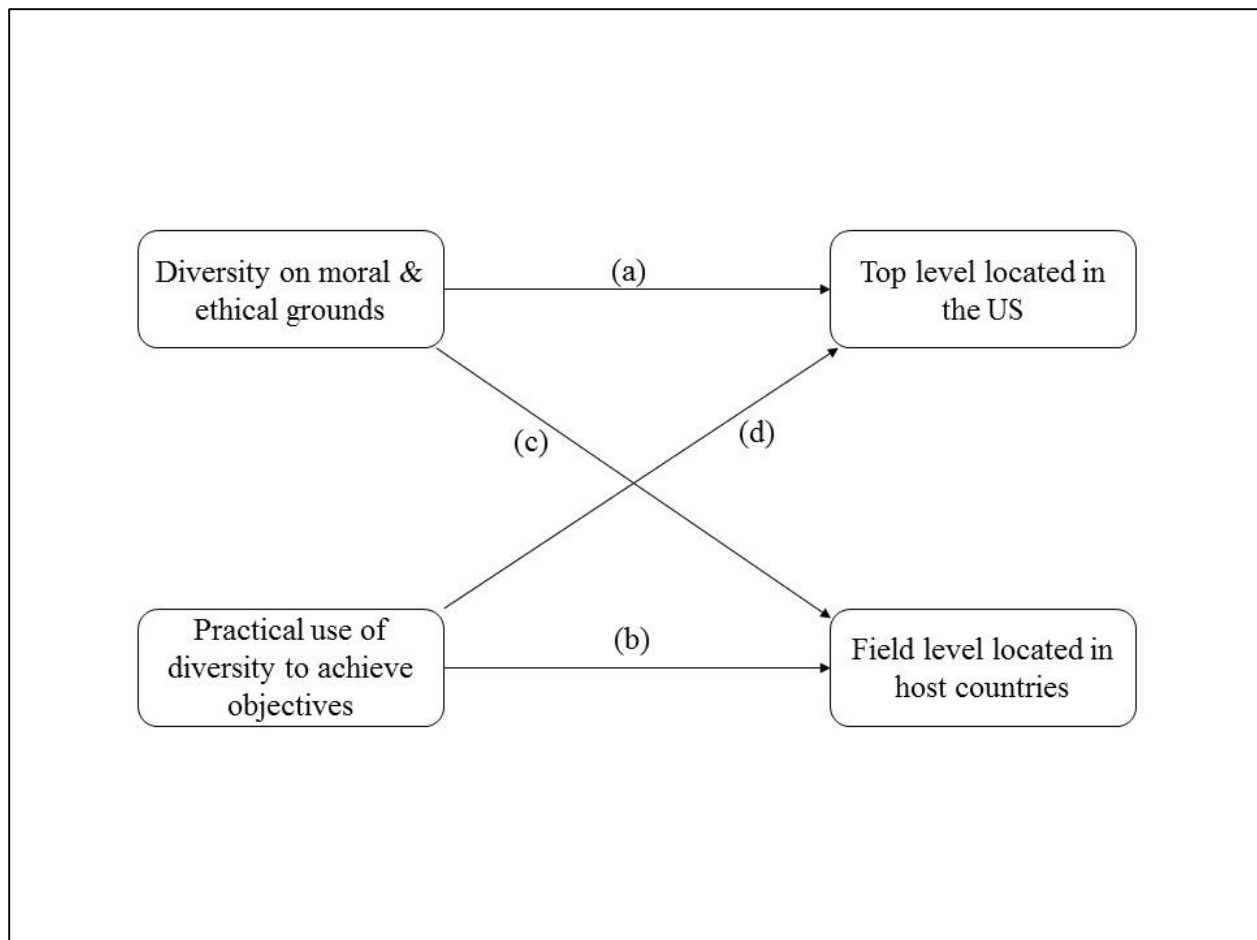 Diversity on moral &
ethical grounds
(a)
Top level located in
the US
(c)
(d)
Practical use of
diversity to achieve
objectives
(b)
Field level located in
host countries